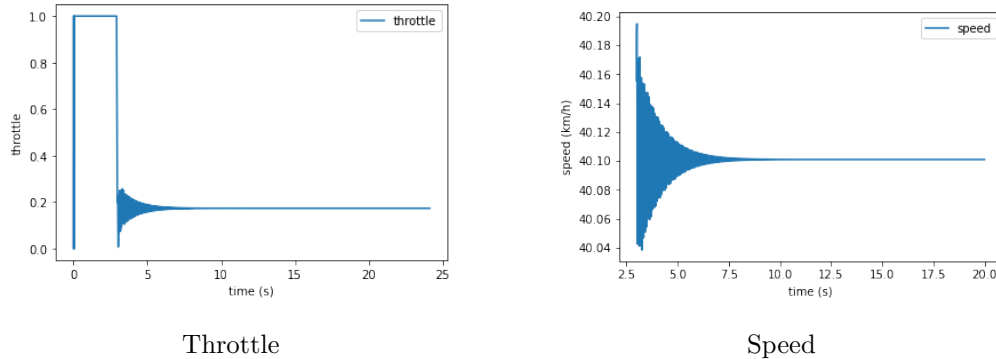 1.0
0.8
0.6
0.4
0.2
0.0
throttle
throttle
0 5 10 15 20 25
time (s)
Throttle
40.20
40.18
40.16
40.14
40.12
40.10
40.08
40.06
40.04
speed (km/h)
speed
2.5 5.0 7.5 10.0 12.5 15.0 17.5 20.0
time (s)
Speed